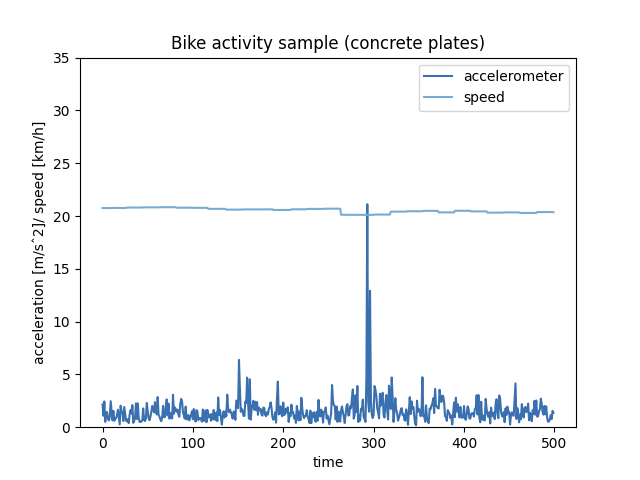 Bike activity sample (concrete plates)
accelerometer
speed
acceleration [m/s^2]/ speed [km/h]
35
30
25
20
15
10
5
0
0 100 200 300 400 500
time